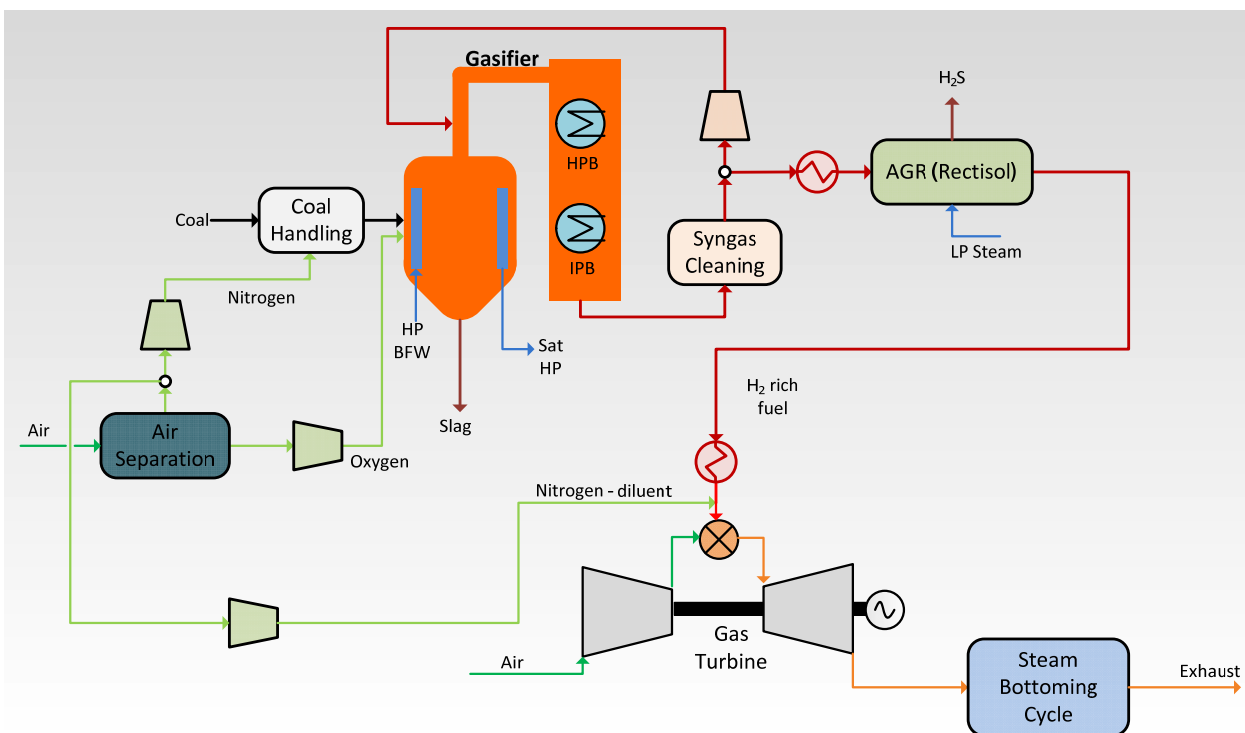 Gasifier
H2S
HPB
AGR (Rectisol)
Coal
Coal
Handling
Syngas
Cleaning
LP Steam
IPB
Nitrogen
HP
BFW
Sat
HP
H2 rich
fuel
Slag
Air
Air
Separation
Oxygen
Nitrogen - diluent
Gas
Turbine
Air
Steam
Bottoming
Cycle
Exhaust